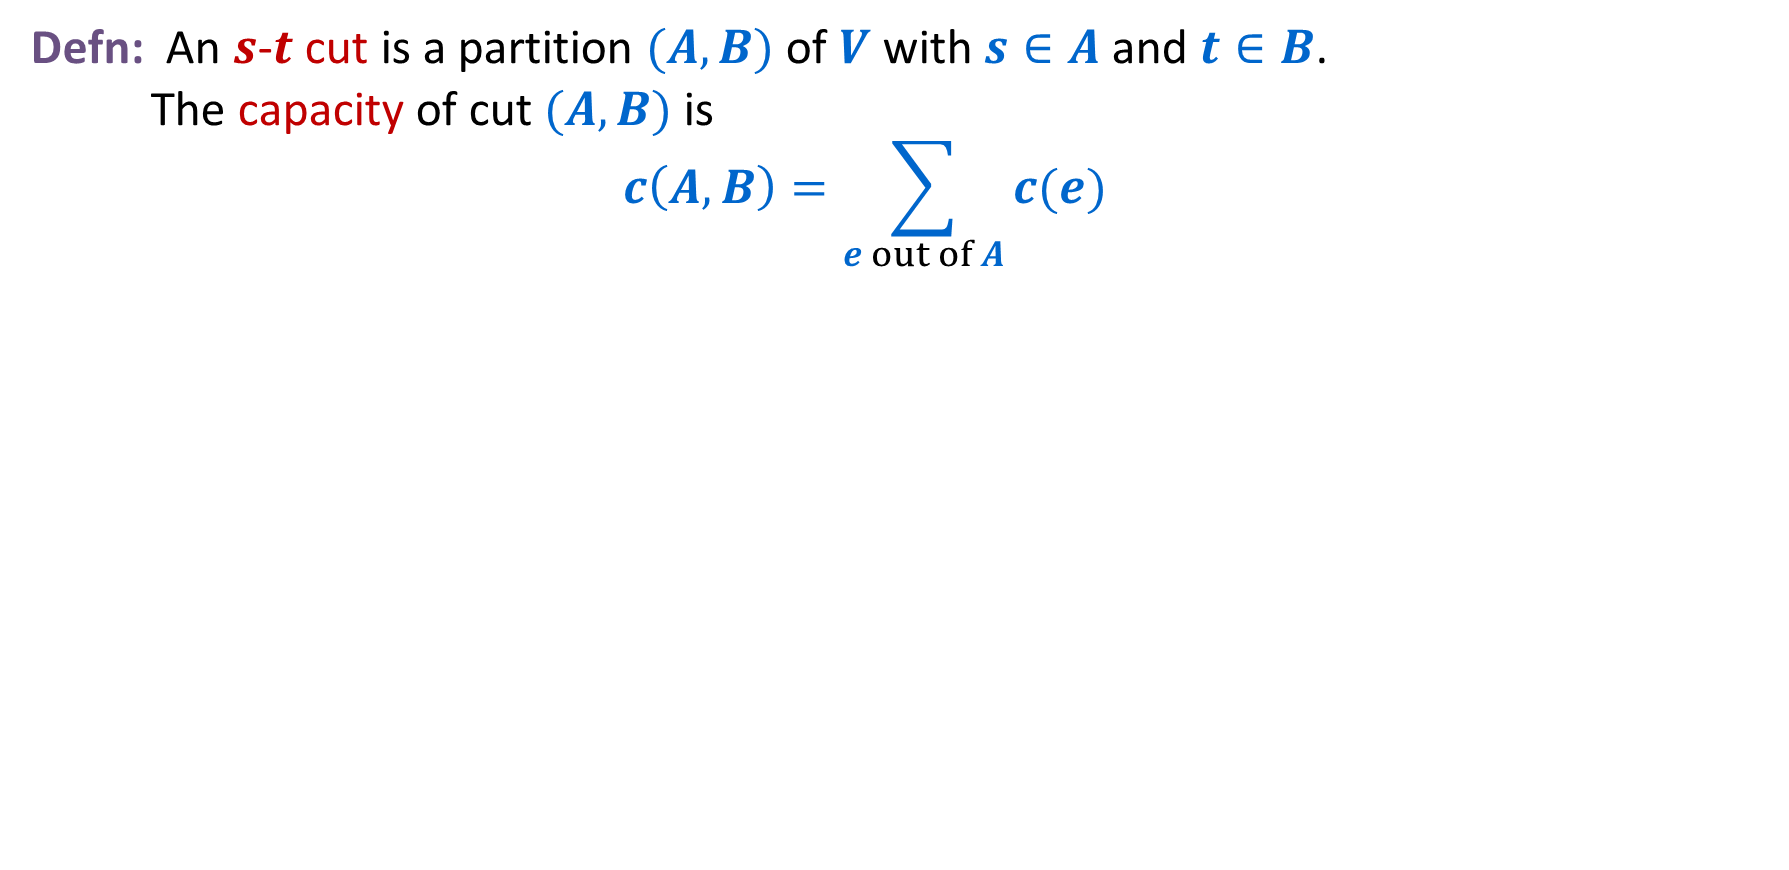 Defn: An s-t cut is a partition (A, B) of V with s ∈ A and t ∈ B.
The capacity of cut (A, B) is
c(A, B) = ∑ c(e)
e out of A